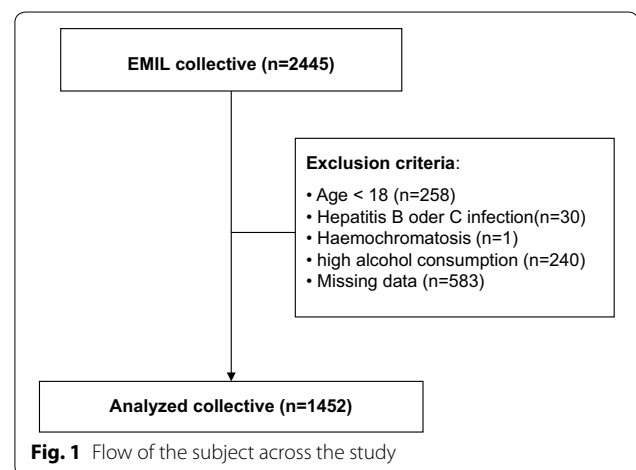 EMIL collective (n=2445)
Exclusion criteria:
• Age < 18 (n=258)
• Hepatitis B oder C infection(n=30)
• Haemochromatosis (n=1)
• high alcohol consumption (n=240)
• Missing data (n=583)
Analyzed collective (n=1452)
Fig. 1 Flow of the subject across the study